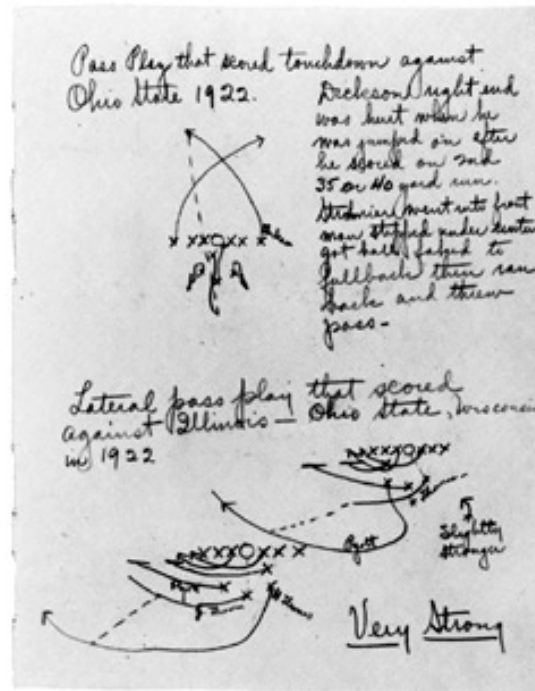 Pass Play that scored touchdown against
Ohio State 1922.
Dickson, right end
was hurt when he
was jumped on after
he scored on 2nd
35 or 40 yard run.
went into front
man stepped under center
got ball, faked to
fullback then ran
back and threw
pass -
Lateral pass play that scored
against Illinois - Ohio State, Wisconsin
in 1922
Slightly
stronger
Pyott
Very Strong